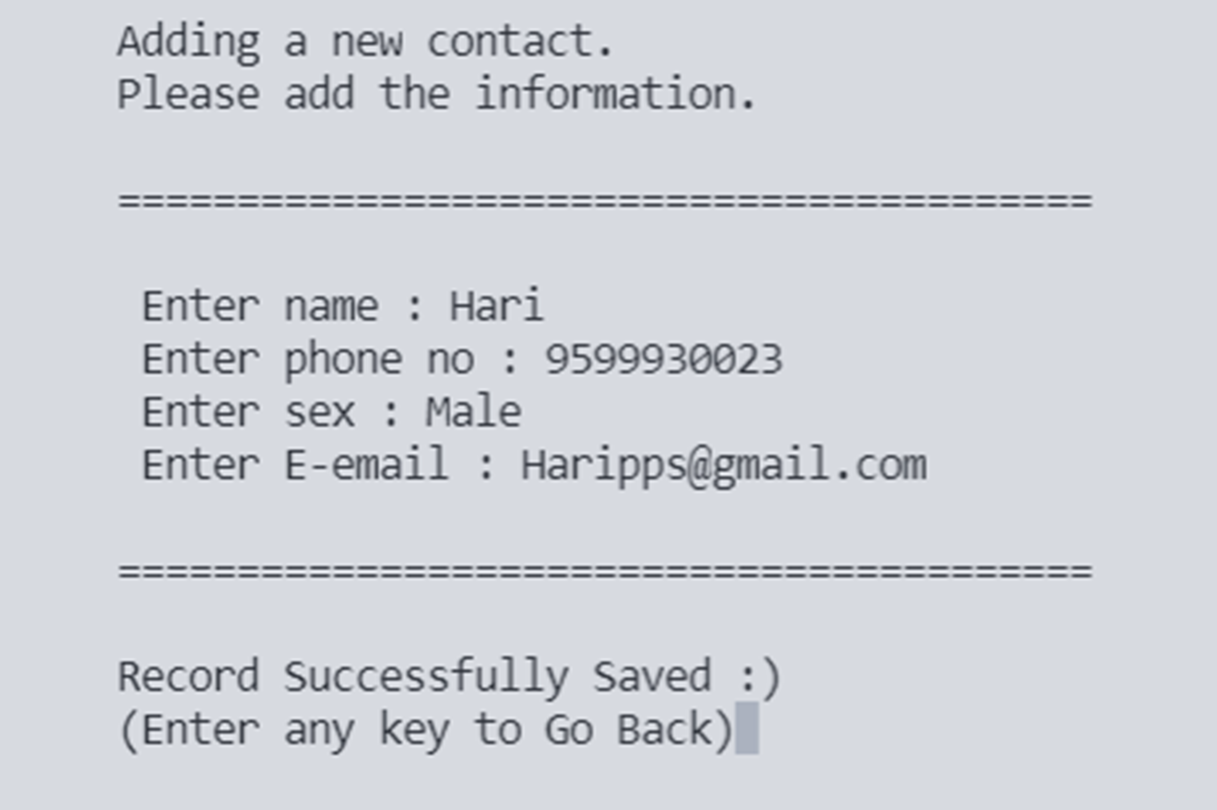 Adding a new contact.
Please add the information.
=========================================
Enter name : Hari
Enter phone no : 9599930023
Enter sex : Male
Enter E-email : Haripps@gmail.com
=========================================
Record Successfully Saved :)
(Enter any key to Go Back)